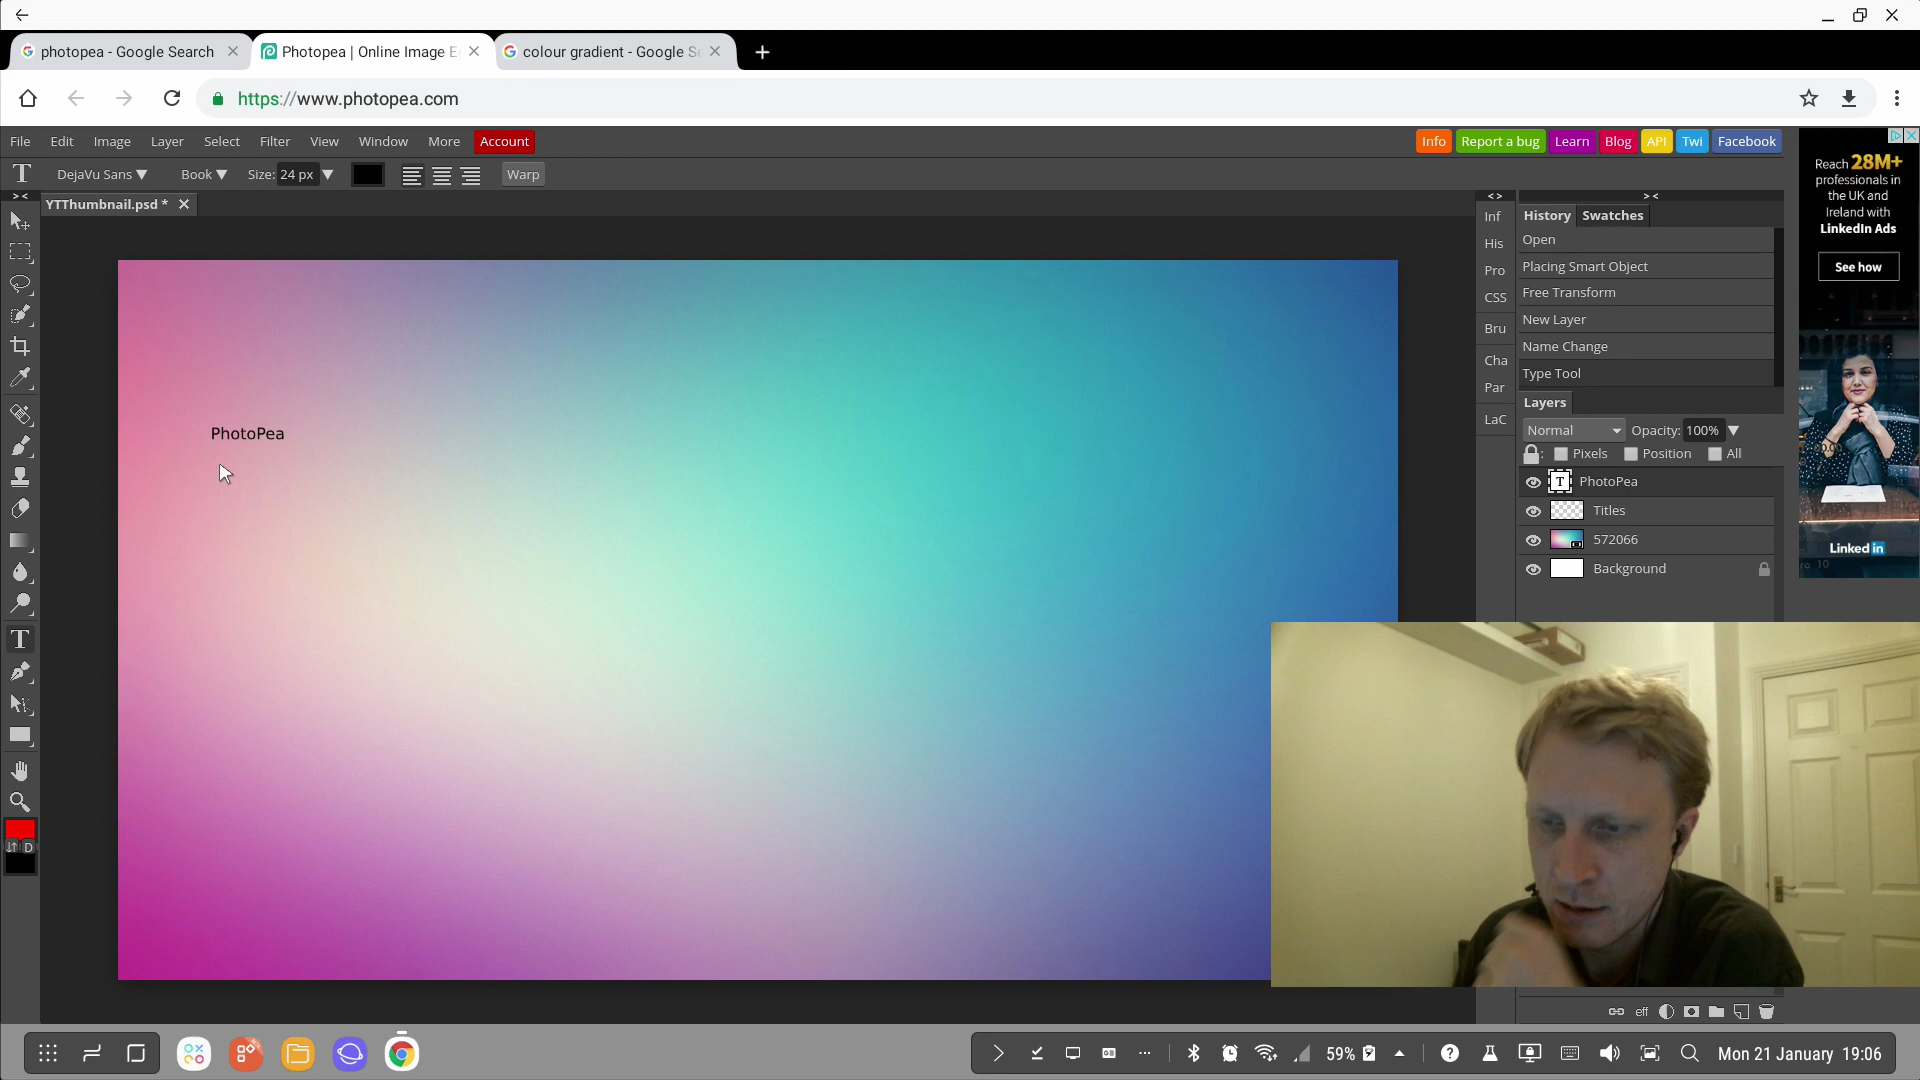 photopea - Google Search
Photopea | Online Image E
colour gradient - Google S
https://www.photopea.com
File Edit Image Layer Select Filter View Window More Account
Info Report a bug Learn Blog API Twi Facebook
T DejaVu Sans Book Size: 24 px Warp
YTThumbnail.psd *
PhotoPea
T
D
Inf
His
Pro
CSS
Bru
Cha
Par
LaC
History Swatches
Open
Placing Smart Object
Free Transform
New Layer
Name Change
Type Tool
Layers
Normal Opacity: 100%
: Pixels Position All
T PhotoPea
Titles
572066
Background
eff
Reach 28M+
professionals in
the UK and
Ireland with
LinkedIn Ads
See how
Linked in
59% Mon 21 January 19:06